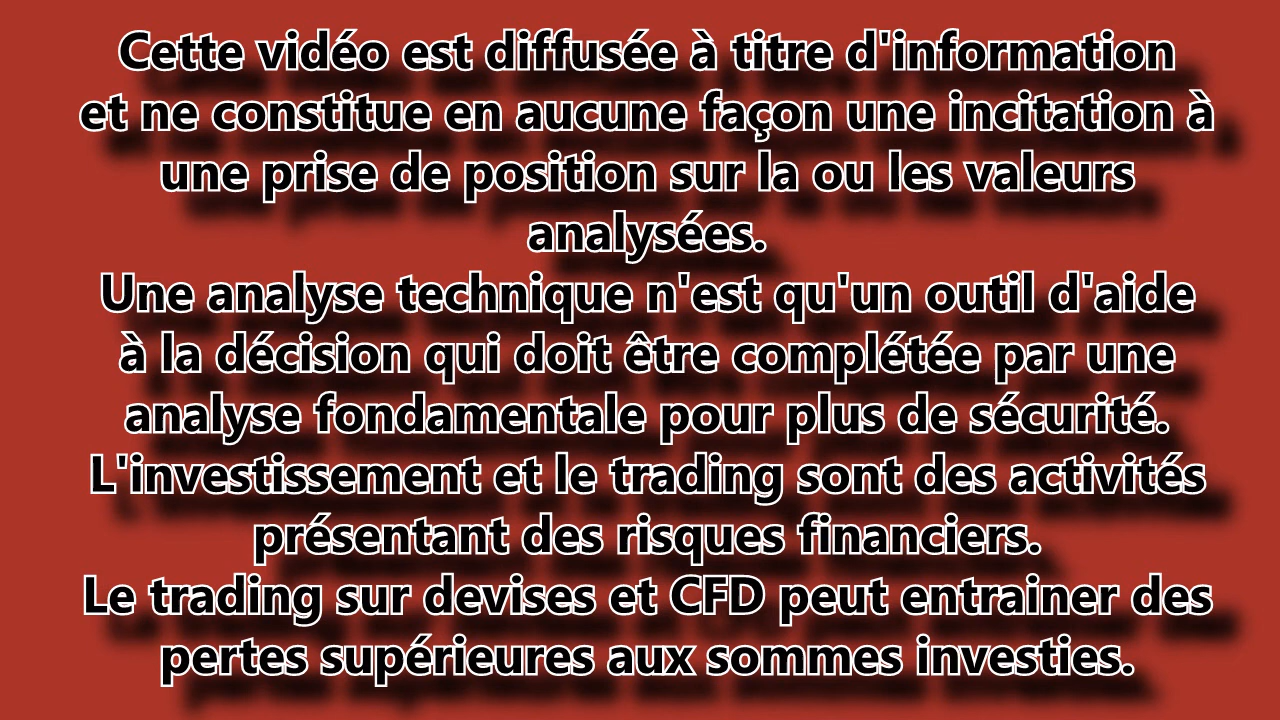 Cette vidéo est diffusée à titre d'information
et ne constitue en aucune façon une incitation à
une prise de position sur la ou les valeurs
analysées.
Une analyse technique n'est qu'un outil d'aide
à la décision qui doit être complétée par une
analyse fondamentale pour plus de sécurité.
L'investissement et le trading sont des activités
présentant des risques financiers.
Le trading sur devises et CFD peut entrainer des
pertes supérieures aux sommes investies.